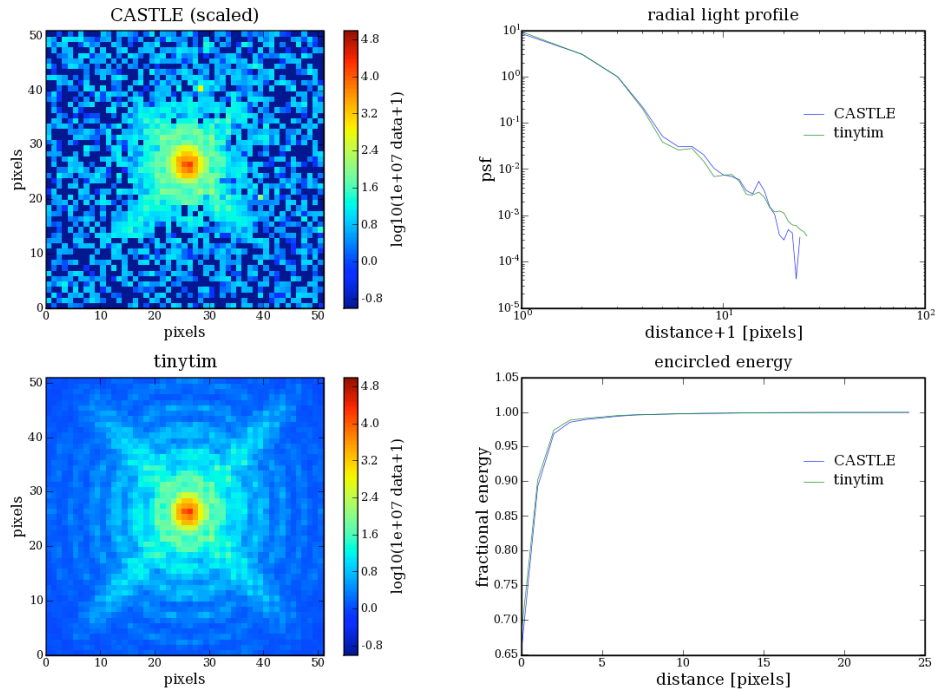 CASTLE (scaled)
50
40
30
20
10
0
pixels
0 10 20 30 40 50
pixels
4.8
4.0
3.2
2.4
1.6
0.8
0.0
-0.8
log10(1e+07 data+1)
radial light profile
10^1
10^0
10^-1
10^-2
10^-3
10^-4
10^-5
psf
CASTLE
tinytim
10^0 10^1 10^2
distance+1 [pixels]
tinytim
50
40
30
20
10
0
pixels
0 10 20 30 40 50
pixels
4.8
4.0
3.2
2.4
1.6
0.8
0.0
-0.8
log10(1e+07 data+1)
encircled energy
1.05
1.00
0.95
0.90
0.85
0.80
0.75
0.70
0.65
fractional energy
CASTLE
tinytim
0 5 10 15 20 25
distance [pixels]